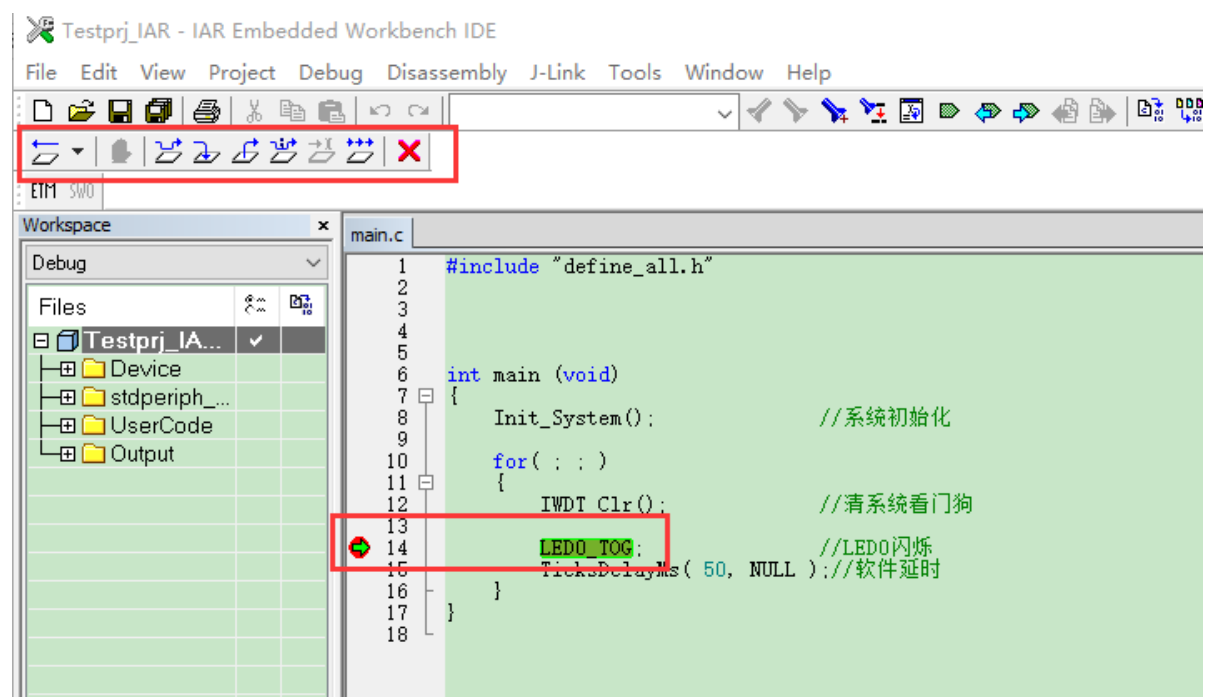 Testprj_IAR - IAR Embedded Workbench IDE
File Edit View Project Debug Disassembly J-Link Tools Window Help
ETM SWO
Workspace x
main.c
Debug
Files
Testprj_IA...
Device
stdperiph_...
UserCode
Output
1 #include "define_all.h"
2
3
4
5
6 int main (void)
7 {
8 Init_System(); //系统初始化
9
10 for( ; ; )
11 {
12 IWDT_Clr(); //清系统看门狗
13
14 LED0_TOG; //LED0闪烁
15 TicksDelayMs( 50, NULL );//软件延时
16 }
17 }
18